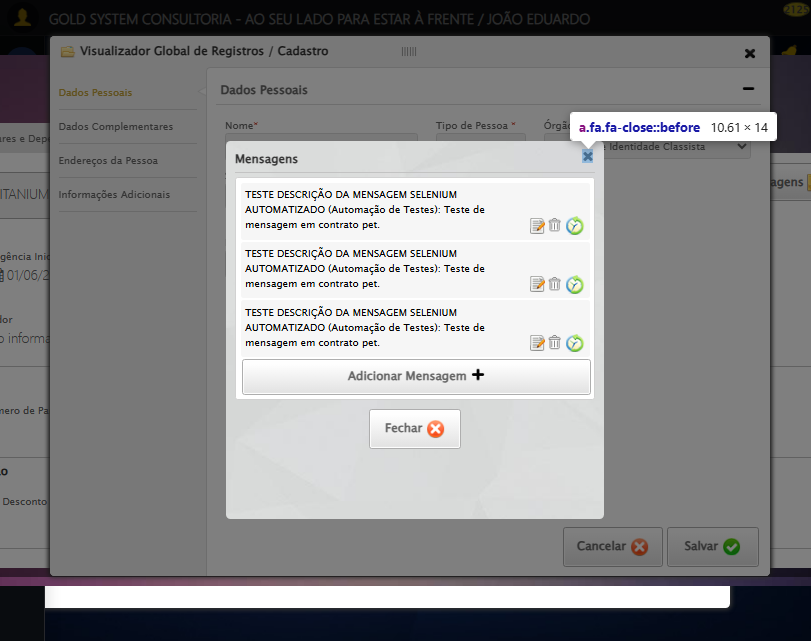 2125
GOLD SYSTEM CONSULTORIA - AO SEU LADO PARA ESTAR À FRENTE / JOÃO EDUARDO
Visualizador Global de Registros / Cadastro
Dados Pessoais
Dados Complementares
Endereços da Pessoa
Informações Adicionais
Dados Pessoais
Nome*
Tipo de Pessoa *
Identidade Classista
a.fa.fa-close::before 10.61 × 14
Mensagens
TESTE DESCRIÇÃO DA MENSAGEM SELENIUM
AUTOMATIZADO (Automação de Testes): Teste de
mensagem em contrato pet.
TESTE DESCRIÇÃO DA MENSAGEM SELENIUM
AUTOMATIZADO (Automação de Testes): Teste de
mensagem em contrato pet.
TESTE DESCRIÇÃO DA MENSAGEM SELENIUM
AUTOMATIZADO (Automação de Testes): Teste de
mensagem em contrato pet.
Adicionar Mensagem
Fechar
Cancelar
Salvar
ares e Depe
ITANIUM
agens
gência Inic
01/06/2
dor
o informa
mero de Pa
ão
Desconto